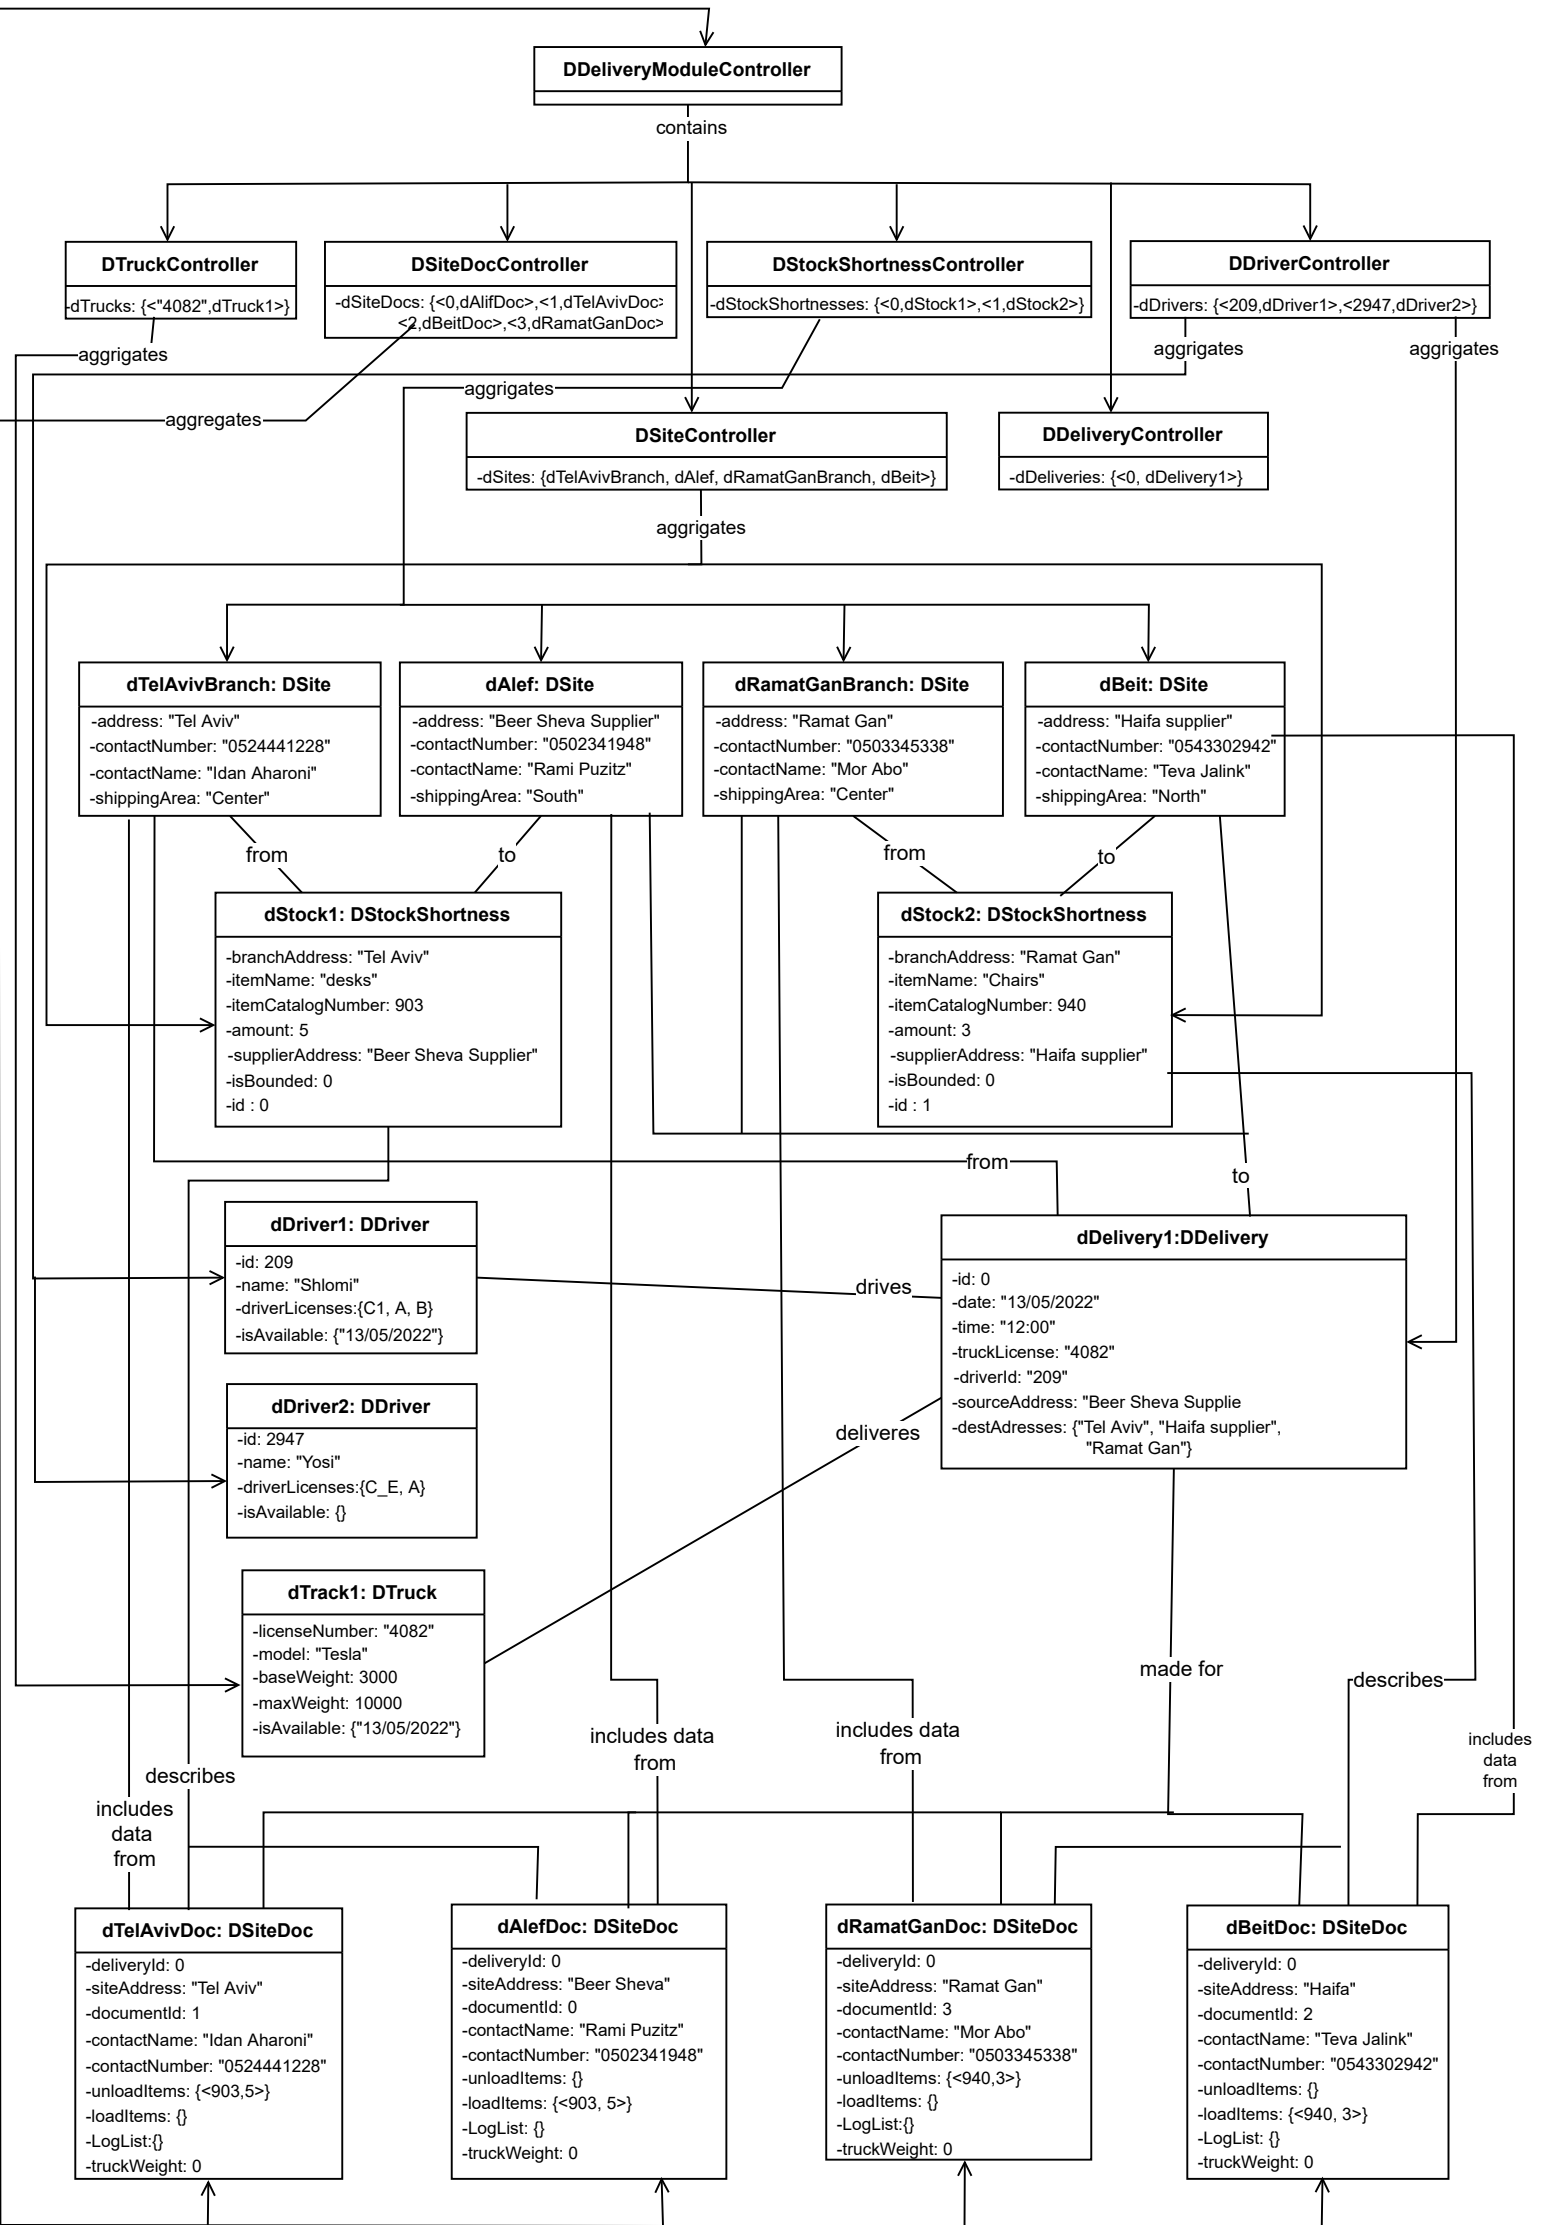 DDeliveryModuleController
contains
DTruckController
-dTrucks: {<"4082",dTruck1>}
DSiteDocController
-dSiteDocs: {<0,dAlifDoc>,<1,dTelAvivDoc>
<2,dBeitDoc>,<3,dRamatGanDoc>
DStockShortnessController
-dStockShortnesses: {<0,dStock1>,<1,dStock2>}
DDriverController
-dDrivers: {<209,dDriver1>,<2947,dDriver2>}
aggrigates
aggrigates
aggrigates
aggrigates
aggregates
DSiteController
-dSites: {dTelAvivBranch, dAlef, dRamatGanBranch, dBeit>}
DDeliveryController
-dDeliveries: {<0, dDelivery1>}
aggrigates
dTelAvivBranch: DSite
-address: "Tel Aviv"
-contactNumber: "0524441228"
-contactName: "Idan Aharoni"
-shippingArea: "Center"
dAlef: DSite
-address: "Beer Sheva Supplier"
-contactNumber: "0502341948"
-contactName: "Rami Puzitz"
-shippingArea: "South"
dRamatGanBranch: DSite
-address: "Ramat Gan"
-contactNumber: "0503345338"
-contactName: "Mor Abo"
-shippingArea: "Center"
dBeit: DSite
-address: "Haifa supplier"
-contactNumber: "0543302942"
-contactName: "Teva Jalink"
-shippingArea: "North"
from
to
from
to
dStock1: DStockShortness
-branchAddress: "Tel Aviv"
-itemName: "desks"
-itemCatalogNumber: 903
-amount: 5
-supplierAddress: "Beer Sheva Supplier"
-isBounded: 0
-id : 0
dStock2: DStockShortness
-branchAddress: "Ramat Gan"
-itemName: "Chairs"
-itemCatalogNumber: 940
-amount: 3
-supplierAddress: "Haifa supplier"
-isBounded: 0
-id : 1
from
to
dDriver1: DDriver
-id: 209
-name: "Shlomi"
-driverLicenses:{C1, A, B}
-isAvailable: {"13/05/2022"}
drives
dDelivery1:DDelivery
-id: 0
-date: "13/05/2022"
-time: "12:00"
-truckLicense: "4082"
-driverId: "209"
-sourceAddress: "Beer Sheva Supplie
-destAdresses: {"Tel Aviv", "Haifa supplier",
"Ramat Gan"}
dDriver2: DDriver
-id: 2947
-name: "Yosi"
-driverLicenses:{C_E, A}
-isAvailable: {}
deliveres
dTrack1: DTruck
-licenseNumber: "4082"
-model: "Tesla"
-baseWeight: 3000
-maxWeight: 10000
-isAvailable: {"13/05/2022"}
made for
describes
includes data
from
includes data
from
includes
data
from
describes
includes
data
from
dTelAvivDoc: DSiteDoc
-deliveryId: 0
-siteAddress: "Tel Aviv"
-documentId: 1
-contactName: "Idan Aharoni"
-contactNumber: "0524441228"
-unloadItems: {<903,5>}
-loadItems: {}
-LogList:{}
-truckWeight: 0
dAlefDoc: DSiteDoc
-deliveryId: 0
-siteAddress: "Beer Sheva"
-documentId: 0
-contactName: "Rami Puzitz"
-contactNumber: "0502341948"
-unloadItems: {}
-loadItems: {<903, 5>}
-LogList: {}
-truckWeight: 0
dRamatGanDoc: DSiteDoc
-deliveryId: 0
-siteAddress: "Ramat Gan"
-documentId: 3
-contactName: "Mor Abo"
-contactNumber: "0503345338"
-unloadItems: {<940,3>}
-loadItems: {}
-LogList:{}
-truckWeight: 0
dBeitDoc: DSiteDoc
-deliveryId: 0
-siteAddress: "Haifa"
-documentId: 2
-contactName: "Teva Jalink"
-contactNumber: "0543302942"
-unloadItems: {}
-loadItems: {<940, 3>}
-LogList: {}
-truckWeight: 0